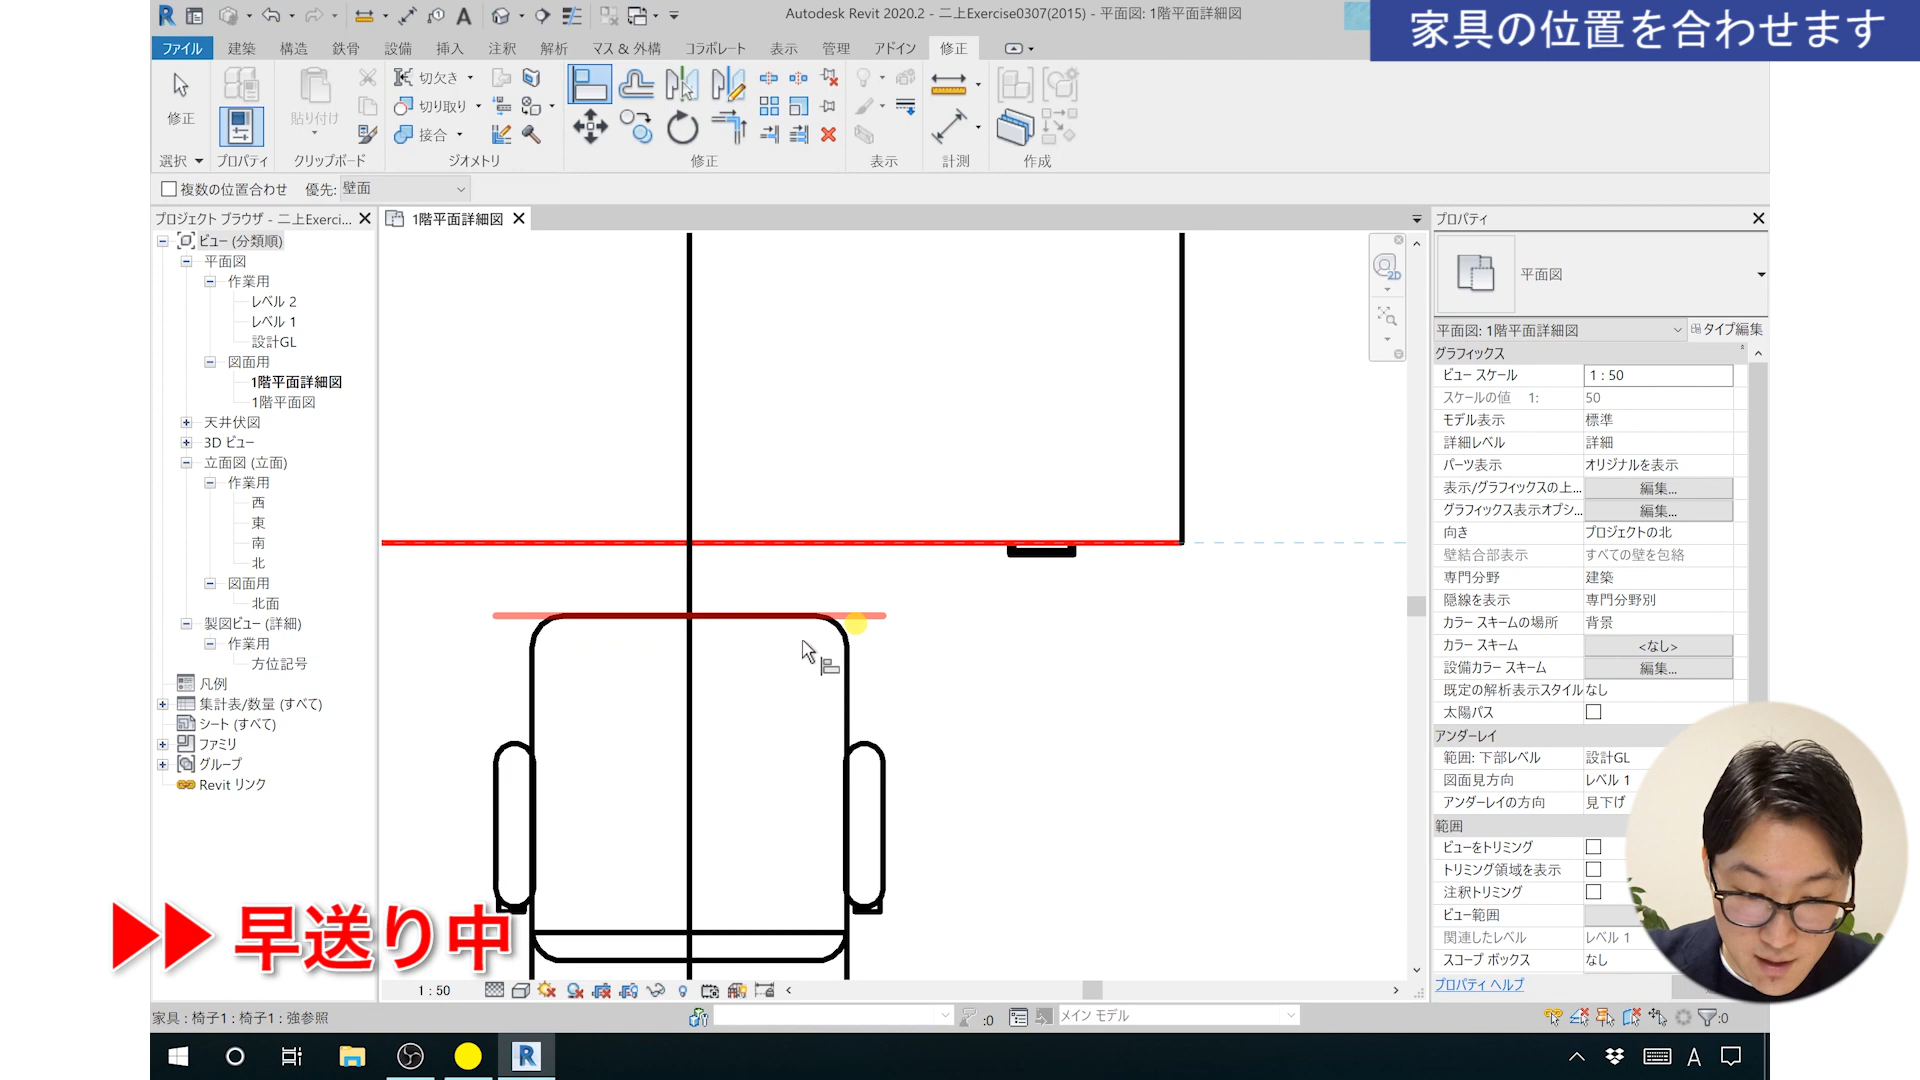 Autodesk Revit 2020.2 - 二上Exercise0307(2015) - 平面図: 1階平面詳細図
家具の位置を合わせます
ファイル 建築 構造 鉄骨 設備 挿入 注釈 解析 マス & 外構 コラボレート 表示 管理 アドイン 修正
修正 貼り付け 切欠き
切り取り
接合
選択 プロパティ クリップボード ジオメトリ 修正 表示 計測 作成
複数の位置合わせ 優先: 壁面
プロジェクト ブラウザ - 二上Exerci...
1階平面詳細図
プロパティ
ビュー (分類順)
平面図
作業用
レベル 2
レベル 1
設計GL
図面用
1階平面詳細図
1階平面図
天井伏図
3D ビュー
立面図 (立面)
作業用
西
東
南
北
図面用
北面
製図ビュー (詳細)
作業用
方位記号
凡例
集計表/数量 (すべて)
シート (すべて)
ファミリ
グループ
Revit リンク
2D
平面図
平面図: 1階平面詳細図 タイプ編集
グラフィックス
ビュー スケール 1 : 50
スケールの値 1: 50
モデル表示 標準
詳細レベル 詳細
パーツ表示 オリジナルを表示
表示/グラフィックスの上... 編集...
グラフィックス表示オプシ... 編集...
向き プロジェクトの北
壁結合部表示 すべての壁を包絡
専門分野 建築
隠線を表示 専門分野別
カラー スキームの場所 背景
カラー スキーム <なし>
設備カラー スキーム 編集...
既定の解析表示スタイル なし
太陽パス
アンダーレイ
範囲: 下部レベル 設計GL
図面見方向 レベル 1
アンダーレイの方向 見下げ
範囲
ビューをトリミング
トリミング領域を表示
注釈トリミング
ビュー範囲
関連したレベル レベル 1
スコープ ボックス なし
プロパティ ヘルプ
早送り中
1 : 50
家具 : 椅子1 : 椅子1 : 強参照
:0
メイン モデル
:0
A